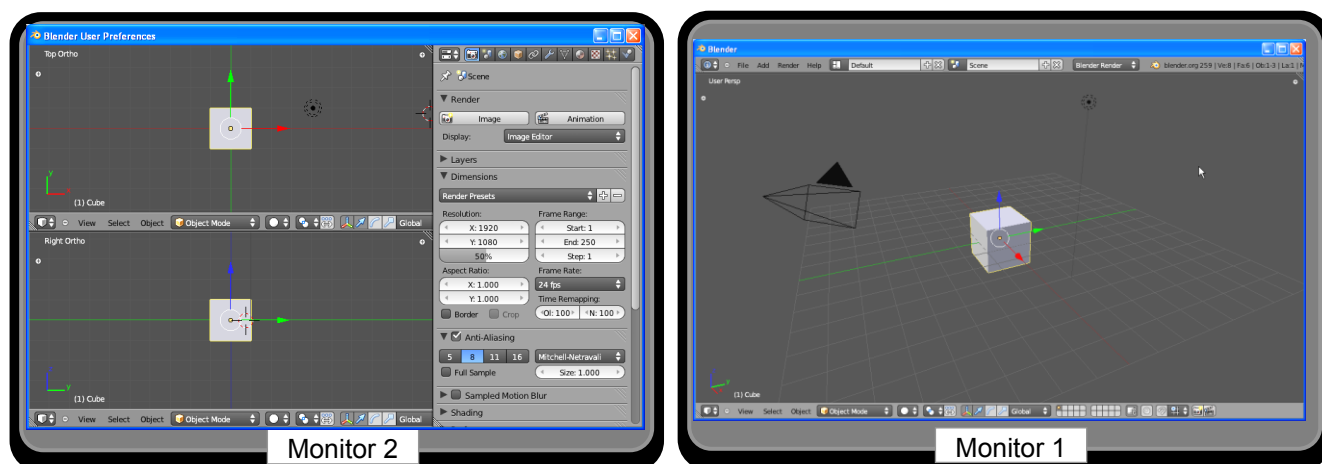 Blender User Preferences
Top Ortho
y
x
(1) Cube
View Select Object Object Mode Global
Right Ortho
y
(1) Cube
View Select Object Object Mode Global
Scene
Render
Image Animation
Display: Image Editor
Layers
Dimensions
Render Presets
Resolution: Frame Range:
X: 1920 Start: 1
Y: 1080 End: 250
50% Step: 1
Aspect Ratio: Frame Rate:
X: 1.000 24 fps
Y: 1.000 Time Remapping:
Border Crop Ol: 100 N: 100
Anti-Aliasing
5 8 11 16 Mitchell-Netravali
Full Sample Size: 1.000
Sampled Motion Blur
Shading
Monitor 2
Blender
File Add Render Help Default Scene Blender Render blender.org 259 | Ve:8 | Fa:6 | Ob:1-3 | La:1 |
User Persp
y
(1) Cube
View Select Object Object Mode Global
Monitor 1